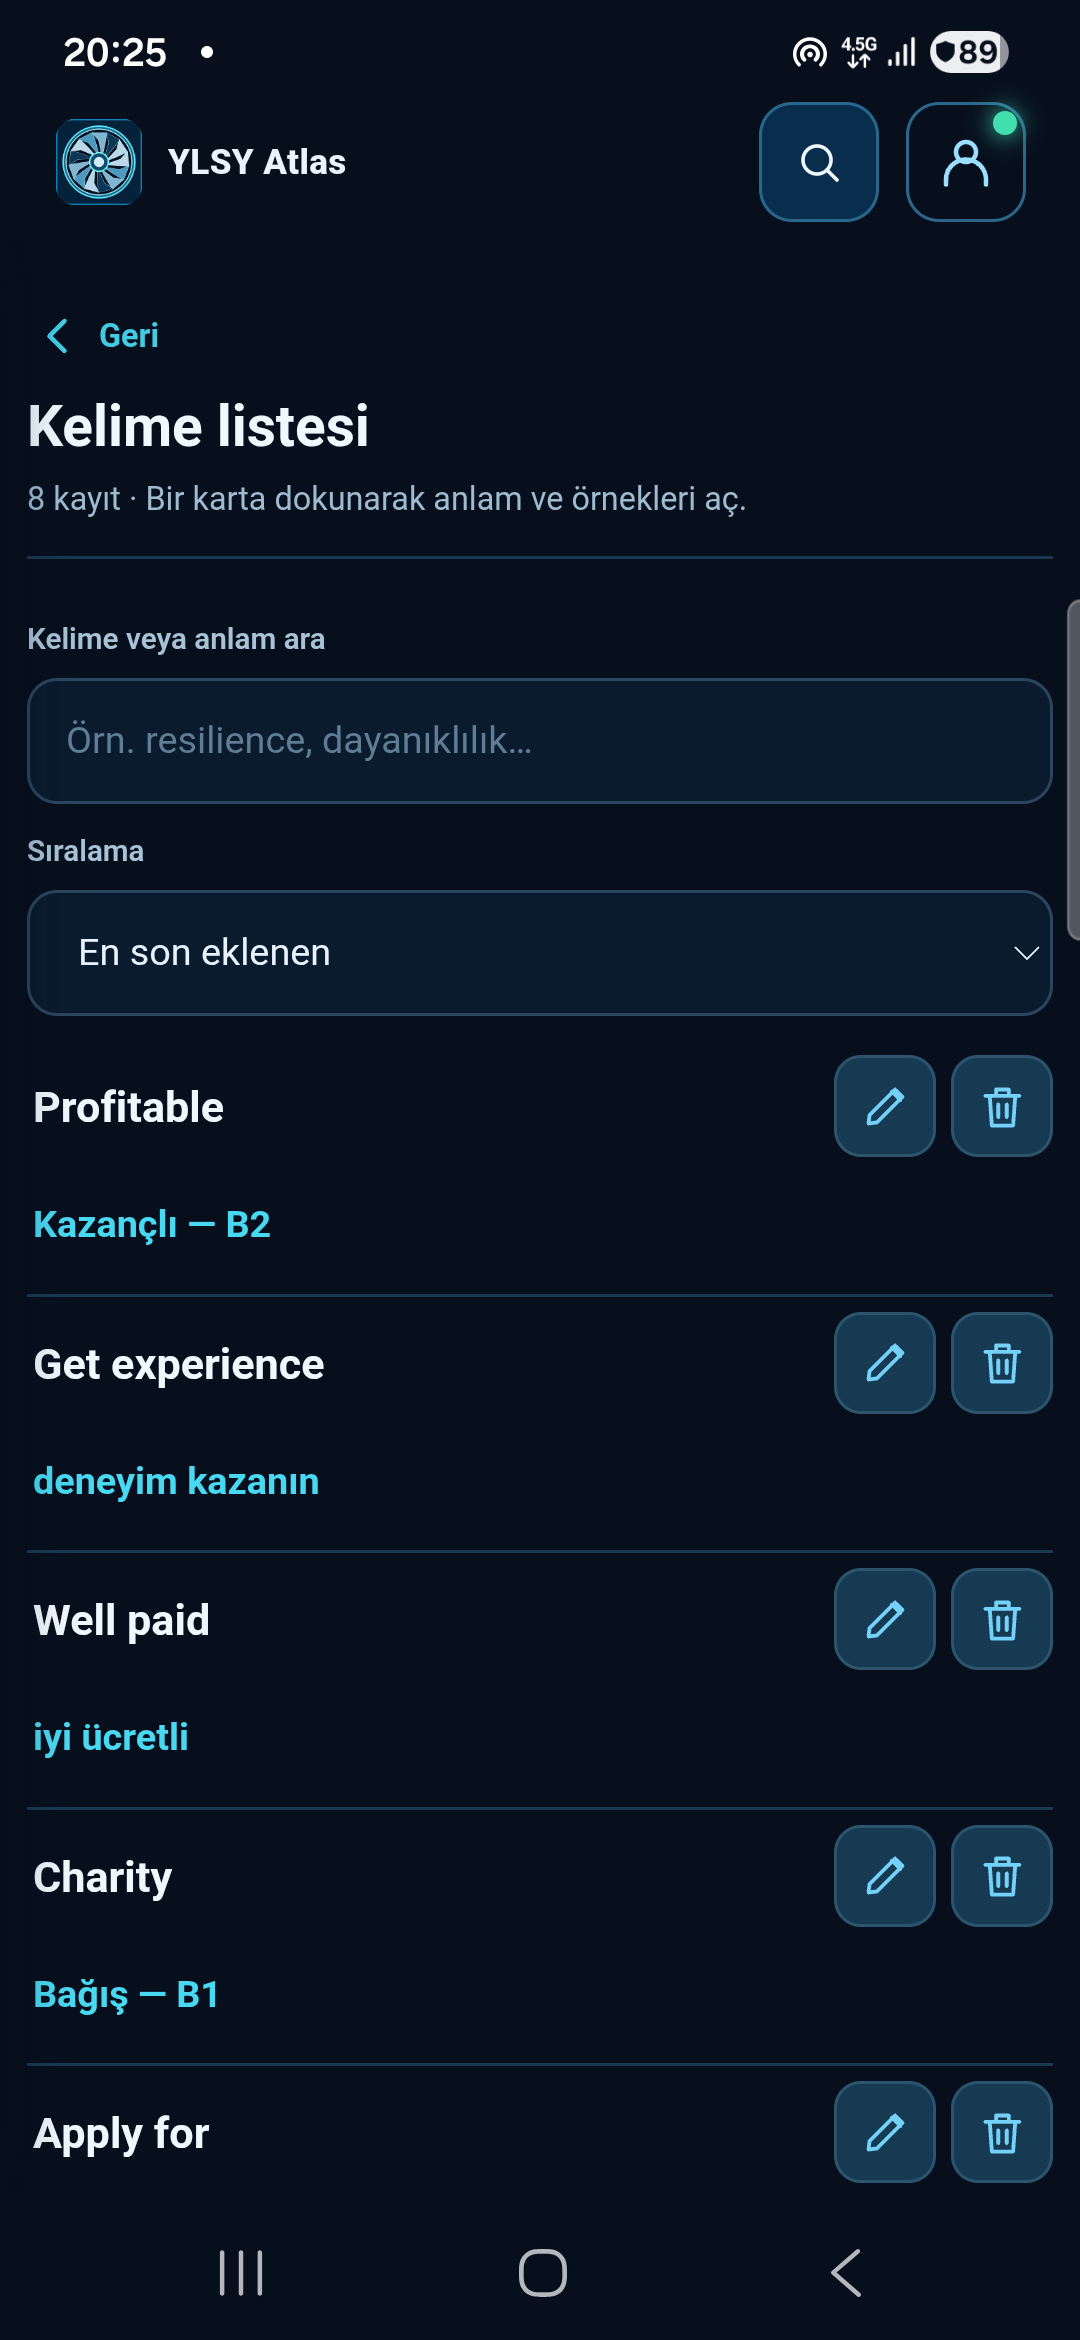 20:25
4.5G
89
YLSY Atlas
Geri
Kelime listesi
8 kayıt · Bir karta dokunarak anlam ve örnekleri aç.
Kelime veya anlam ara
Örn. resilience, dayanıklılık...
Sıralama
En son eklenen
Profitable
Kazançlı — B2
Get experience
deneyim kazanın
Well paid
iyi ücretli
Charity
Bağış — B1
Apply for